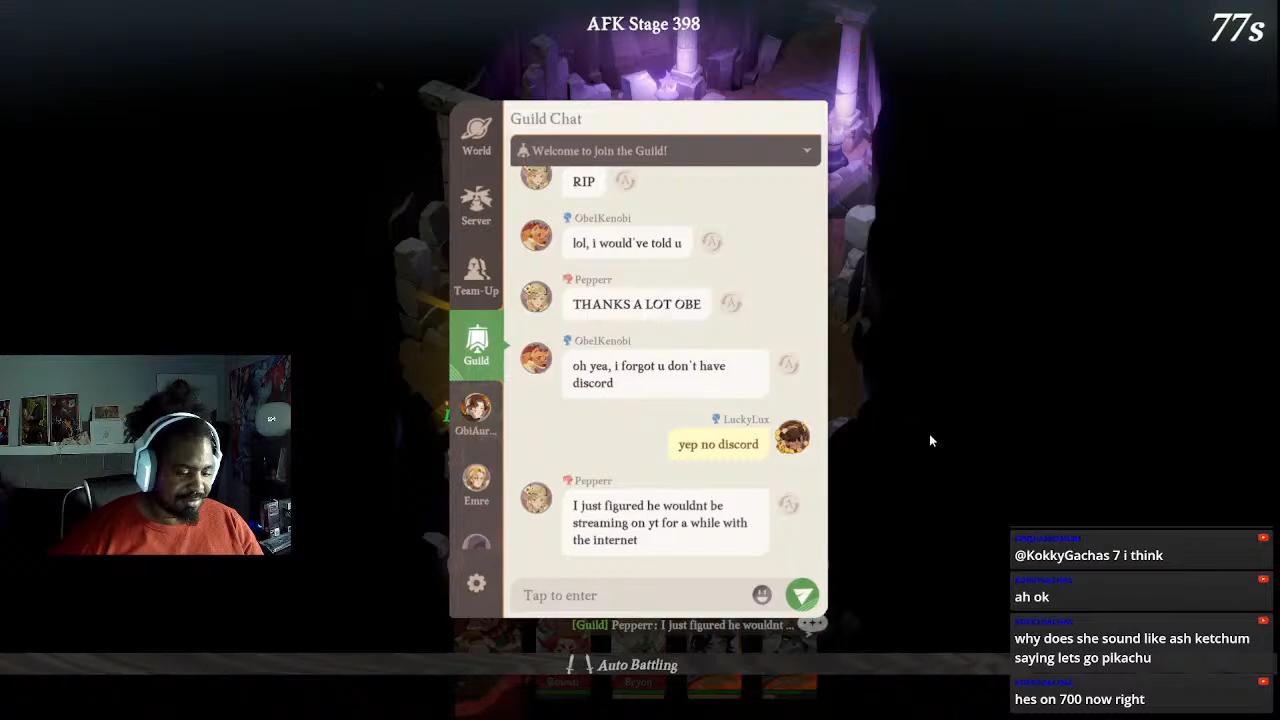 AFK Stage 398
77s
World
Server
Team-Up
Guild
ObiAur...
Emre
Guild Chat
Welcome to join the Guild!
RIP
Obe1Kenobi
lol, i would've told u
Pepperr
THANKS A LOT OBE
Obe1Kenobi
oh yea, i forgot u don't have
discord
LuckyLux
yep no discord
Pepperr
I just figured he wouldnt be
streaming on yt for a while with
the internet
Tap to enter
[Guild] Pepperr: I just figured he wouldnt ...
Auto Battling
Bryon
@KokkyGachas 7 i think
ah ok
why does she sound like ash ketchum
saying lets go pikachu
hes on 700 now right